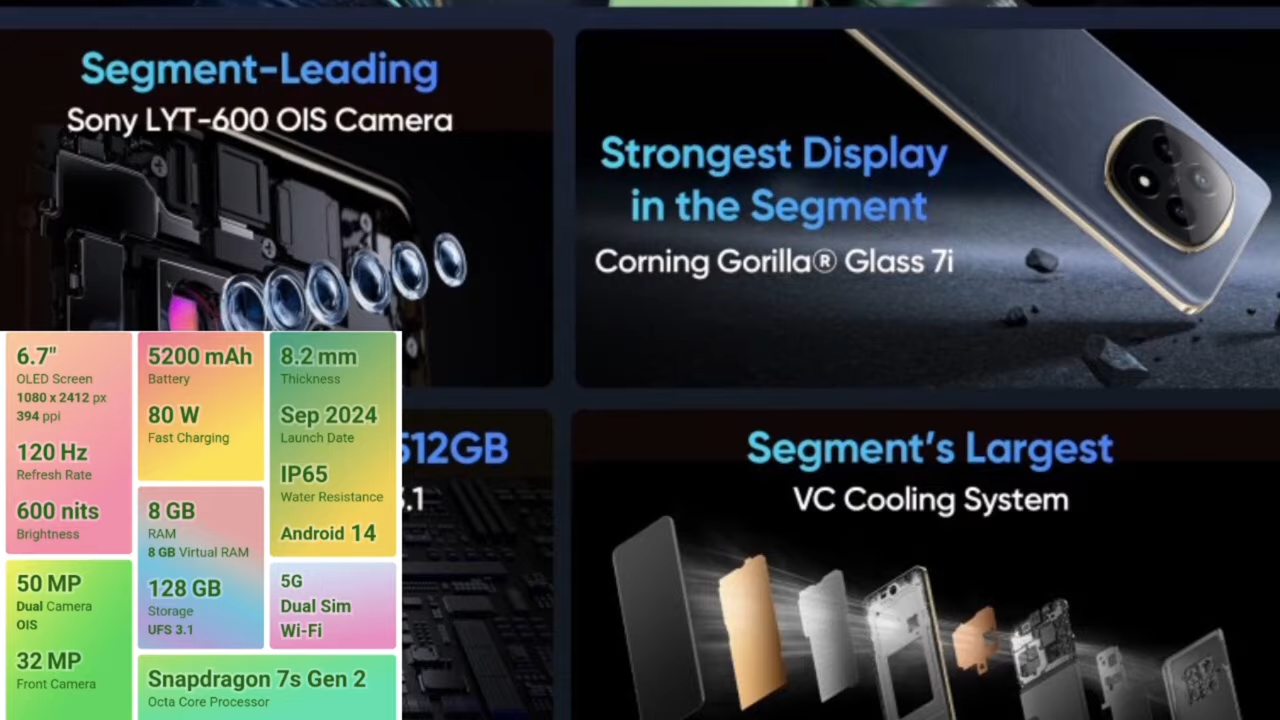 Segment-Leading
Sony LYT-600 OIS Camera
Strongest Display
in the Segment
Corning Gorilla® Glass 7i
512GB
.1
Segment's Largest
VC Cooling System
6.7"
OLED Screen
1080 x 2412 px
394 ppi
120 Hz
Refresh Rate
600 nits
Brightness
50 MP
Dual Camera
OIS
32 MP
Front Camera
5200 mAh
Battery
80 W
Fast Charging
8 GB
RAM
8 GB Virtual RAM
128 GB
Storage
UFS 3.1
8.2 mm
Thickness
Sep 2024
Launch Date
IP65
Water Resistance
Android 14
5G
Dual Sim
Wi-Fi
Snapdragon 7s Gen 2
Octa Core Processor